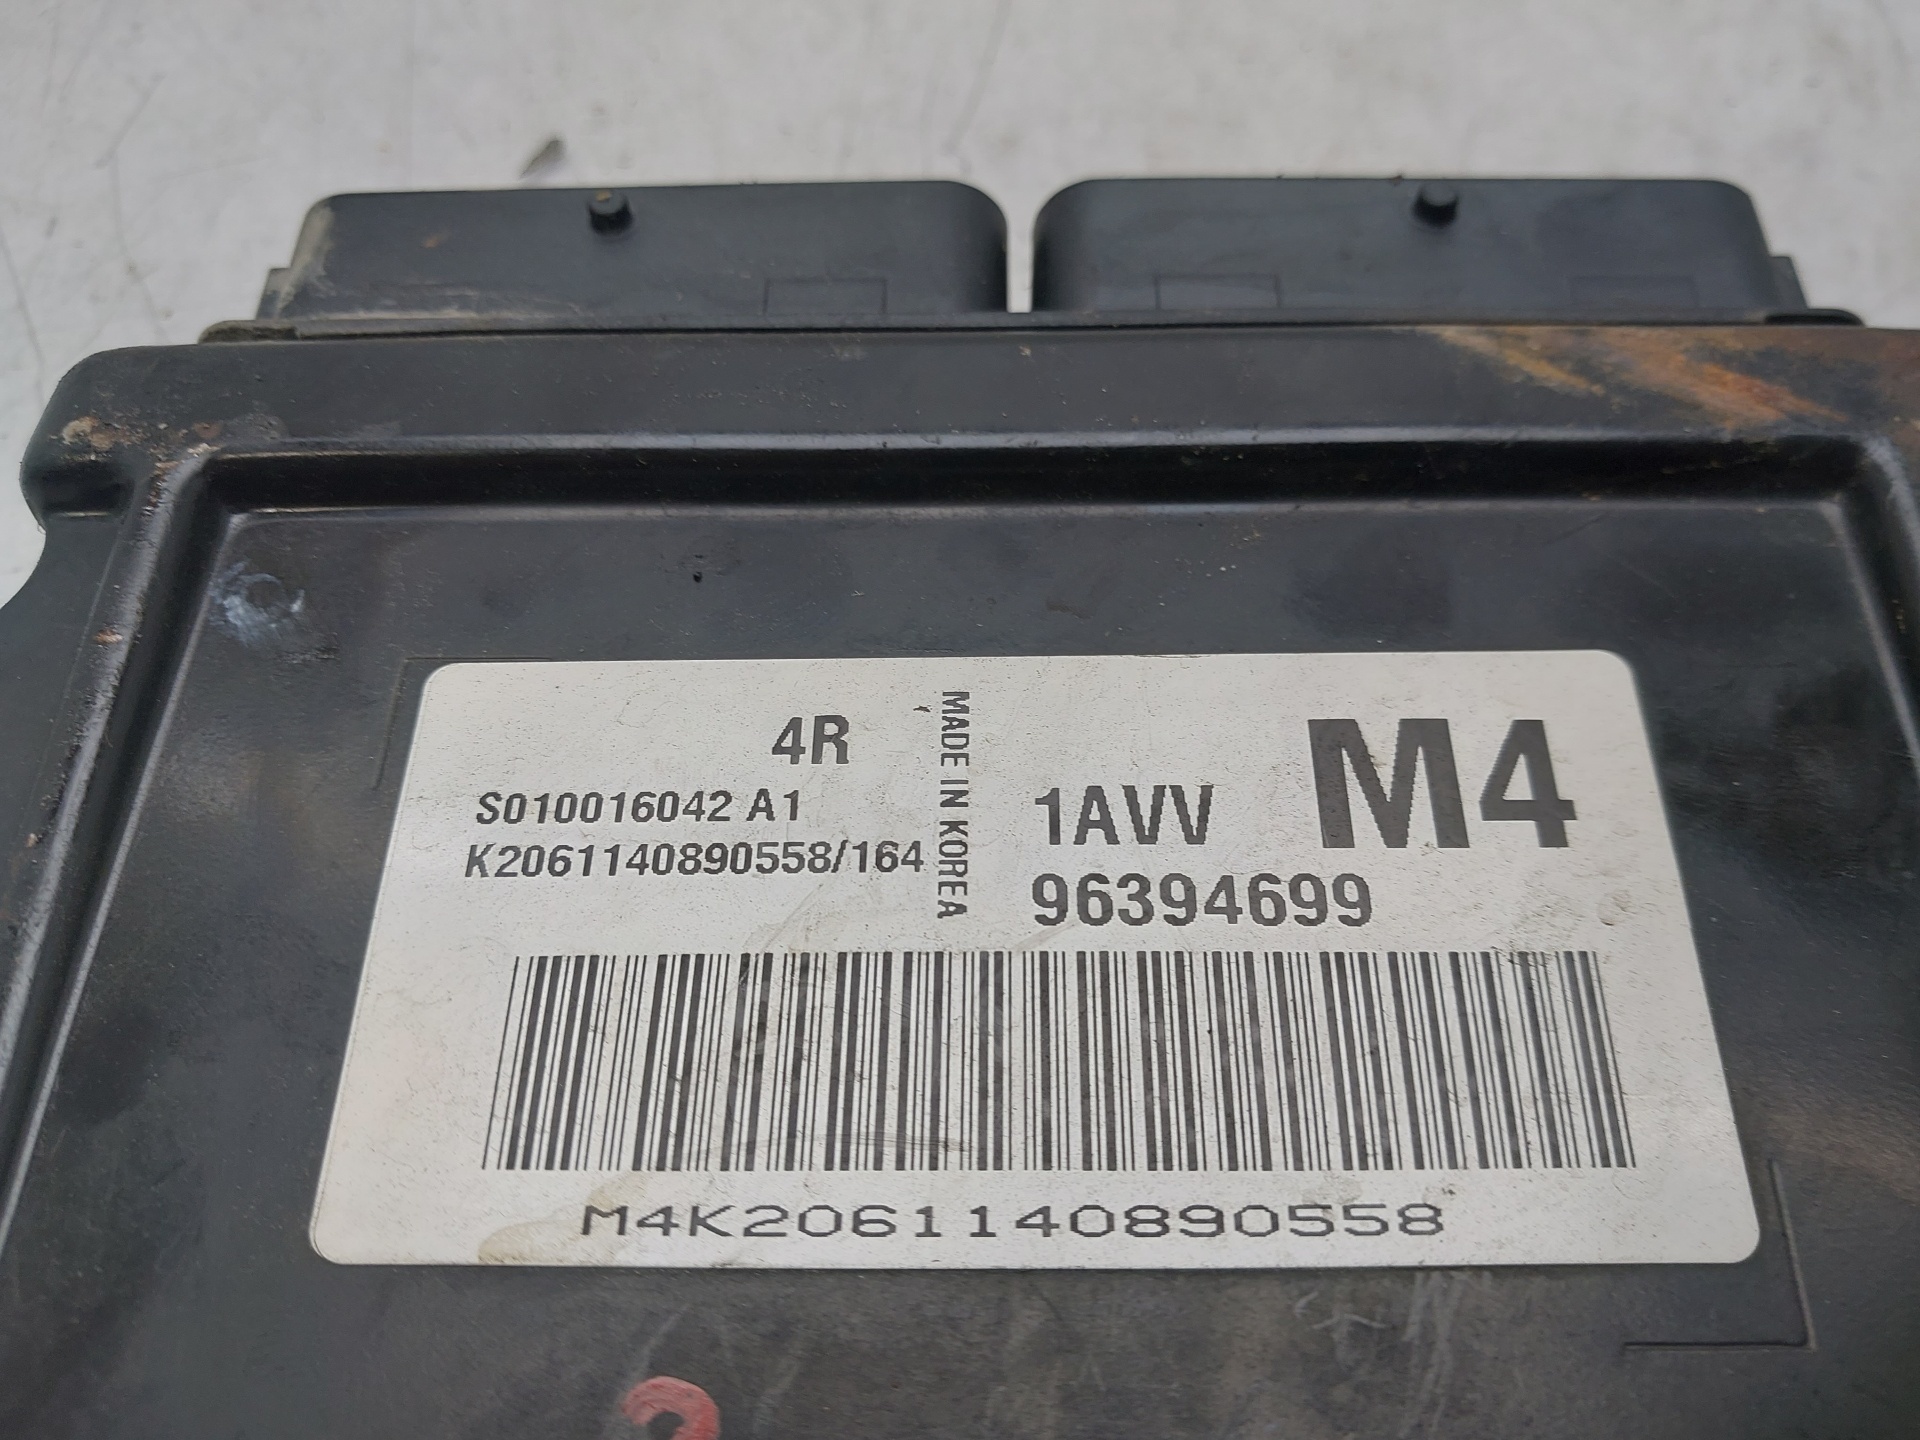 4R
S010016042 A1
K2061140890558/164
MADE IN KOREA
1AVV M4
96394699
M4K2061140890558